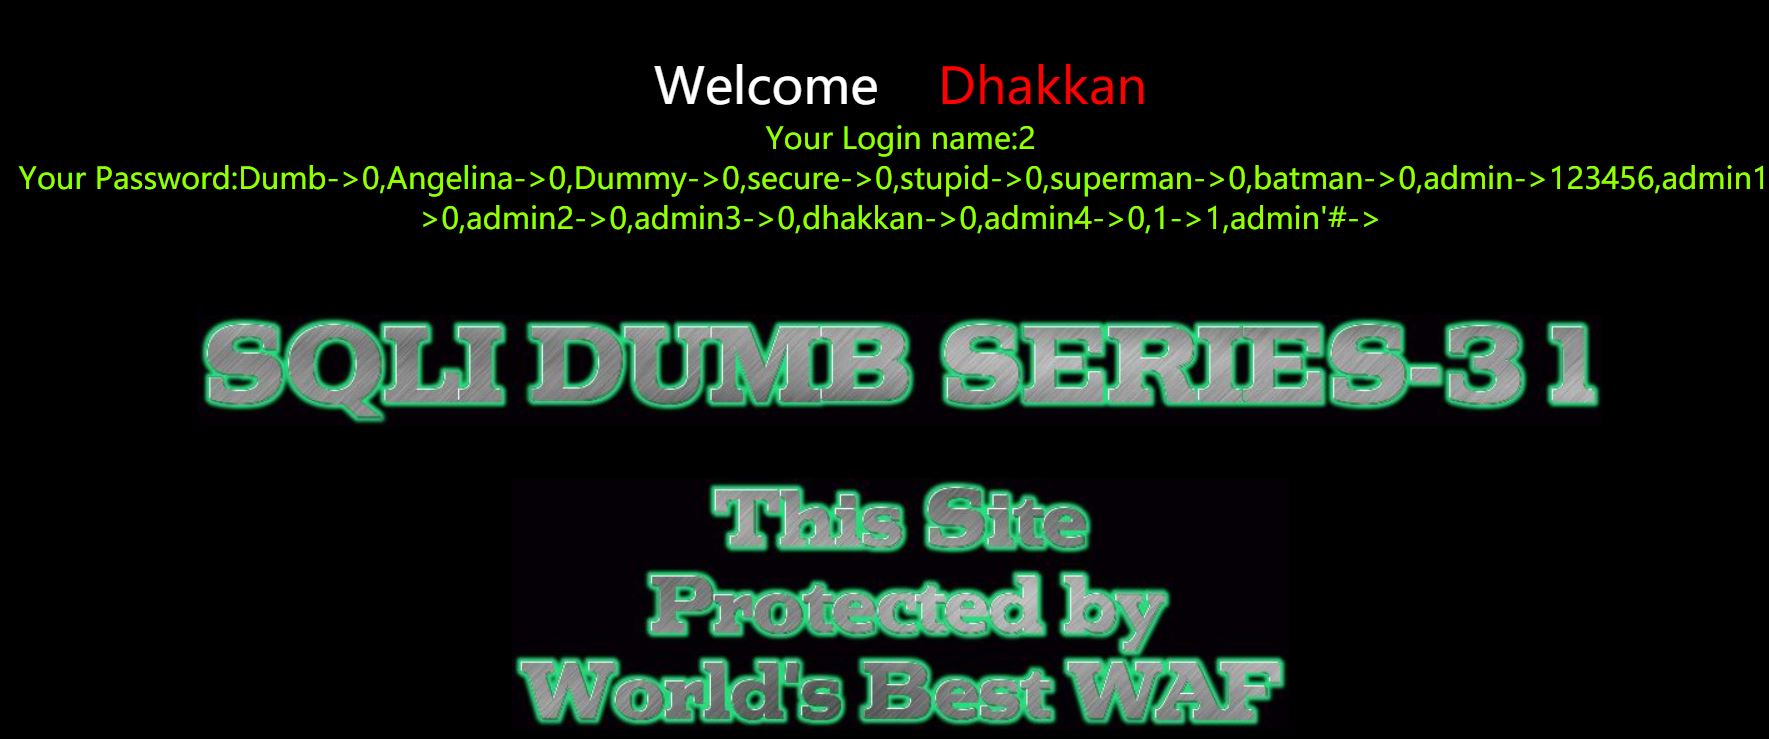 Welcome Dhakkan
Your Login name:2
Your Password:Dumb->0,Angelina->0,Dummy->0,secure->0,stupid->0,superman->0,batman->0,admin->123456,admin1
>0,admin2->0,admin3->0,dhakkan->0,admin4->0,1->1,admin'#->
SQLI DUMB SERIES-31
This Site
Protected by
World's Best WAF